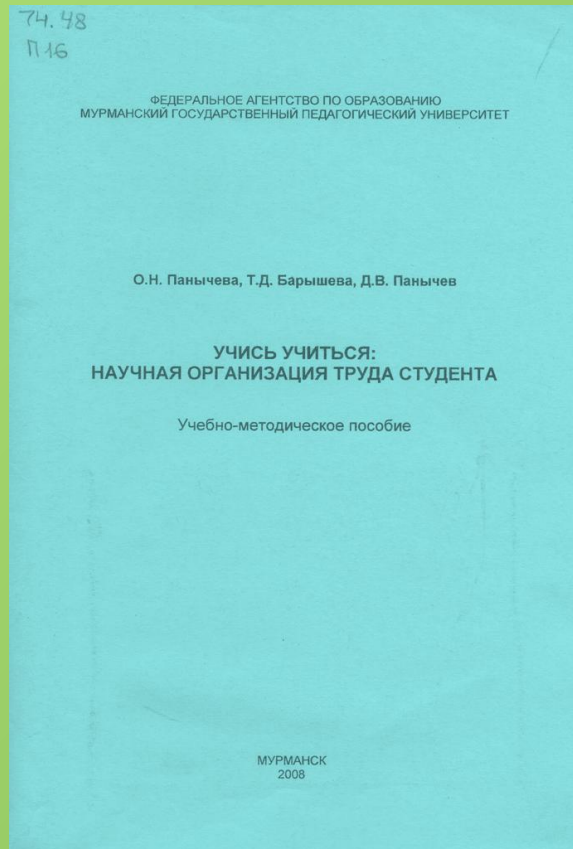 74.48
П 16
ФЕДЕРАЛЬНОЕ АГЕНТСТВО ПО ОБРАЗОВАНИЮ
МУРМАНСКИЙ ГОСУДАРСТВЕННЫЙ ПЕДАГОГИЧЕСКИЙ УНИВЕРСИТЕТ
О.Н. Панычева, Т.Д. Барышева, Д.В. Панычев
УЧИСЬ УЧИТЬСЯ:
НАУЧНАЯ ОРГАНИЗАЦИЯ ТРУДА СТУДЕНТА
Учебно-методическое пособие
МУРМАНСК
2008